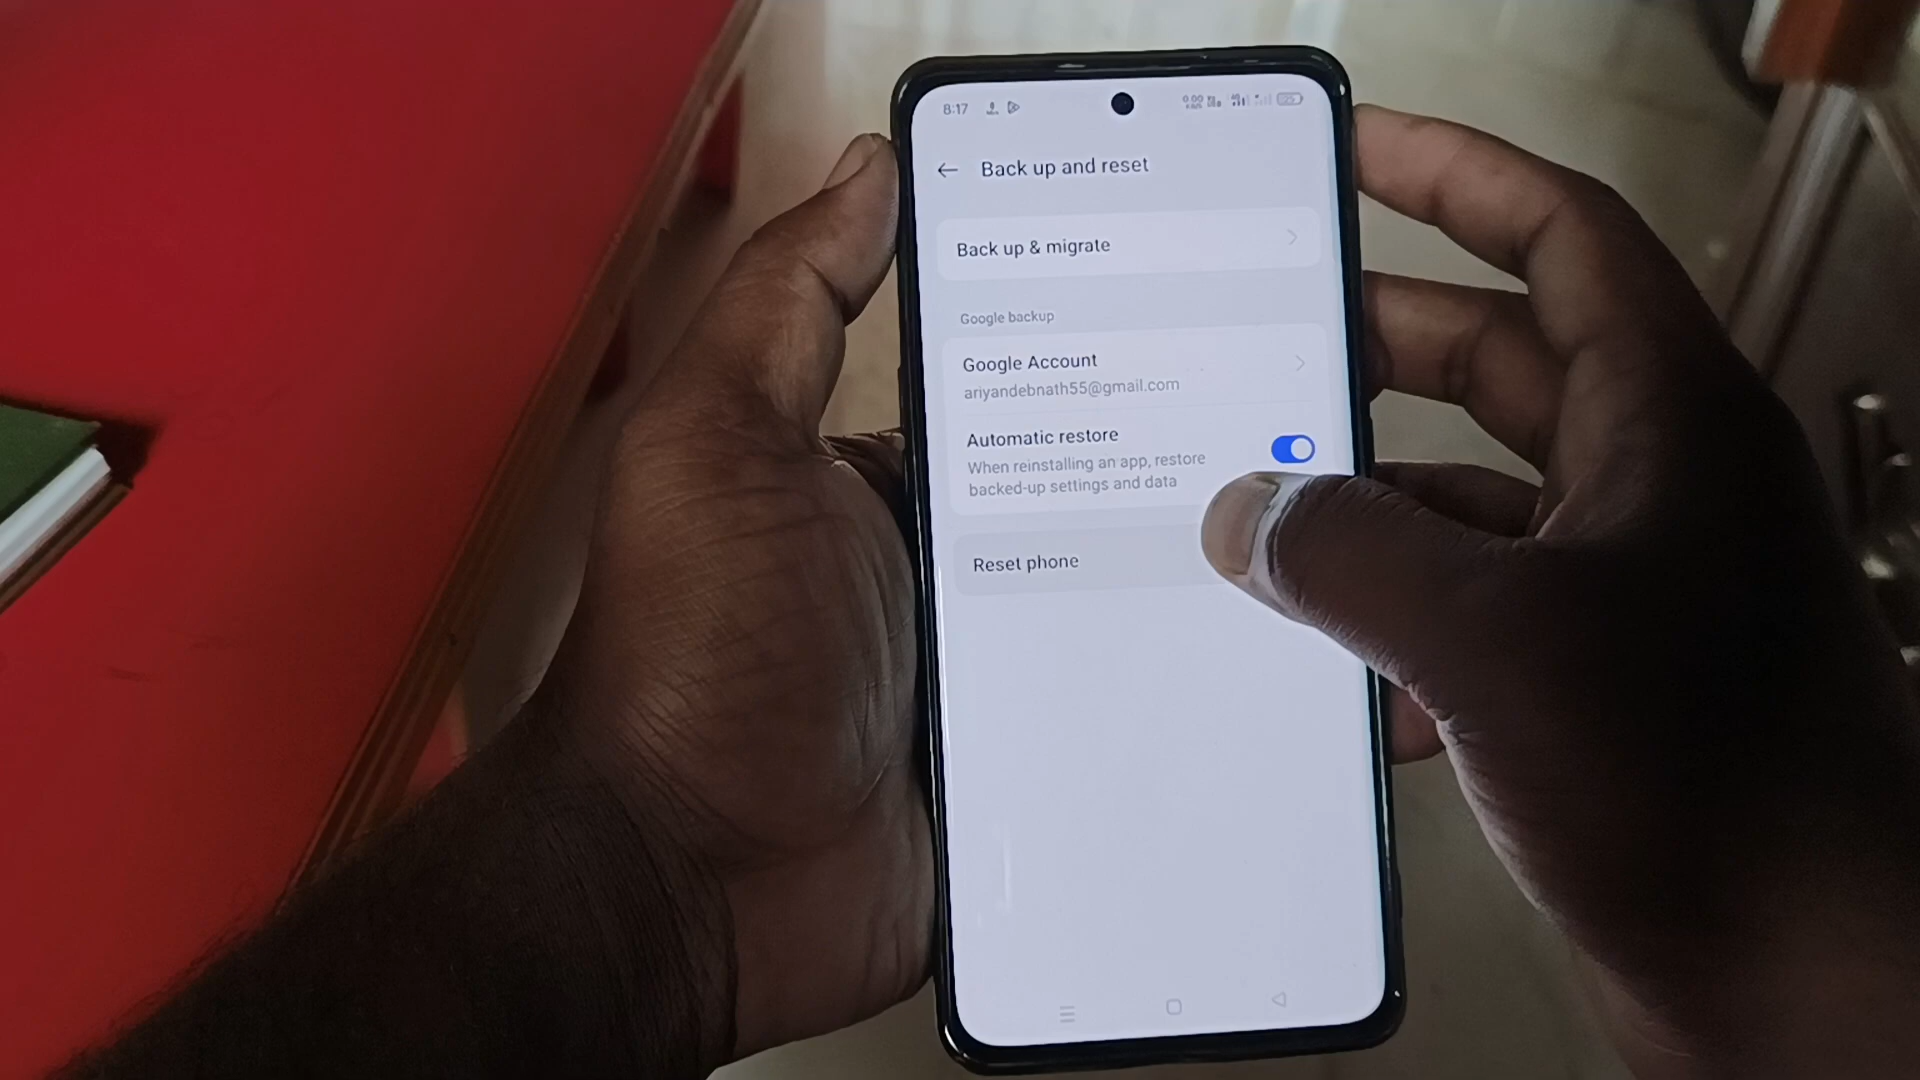 8:17
Back up and reset
Back up & migrate
Google backup
Google Account
ariyandebnath55@gmail.com
Automatic restore
When reinstalling an app, restore
backed-up settings and data
Reset phone